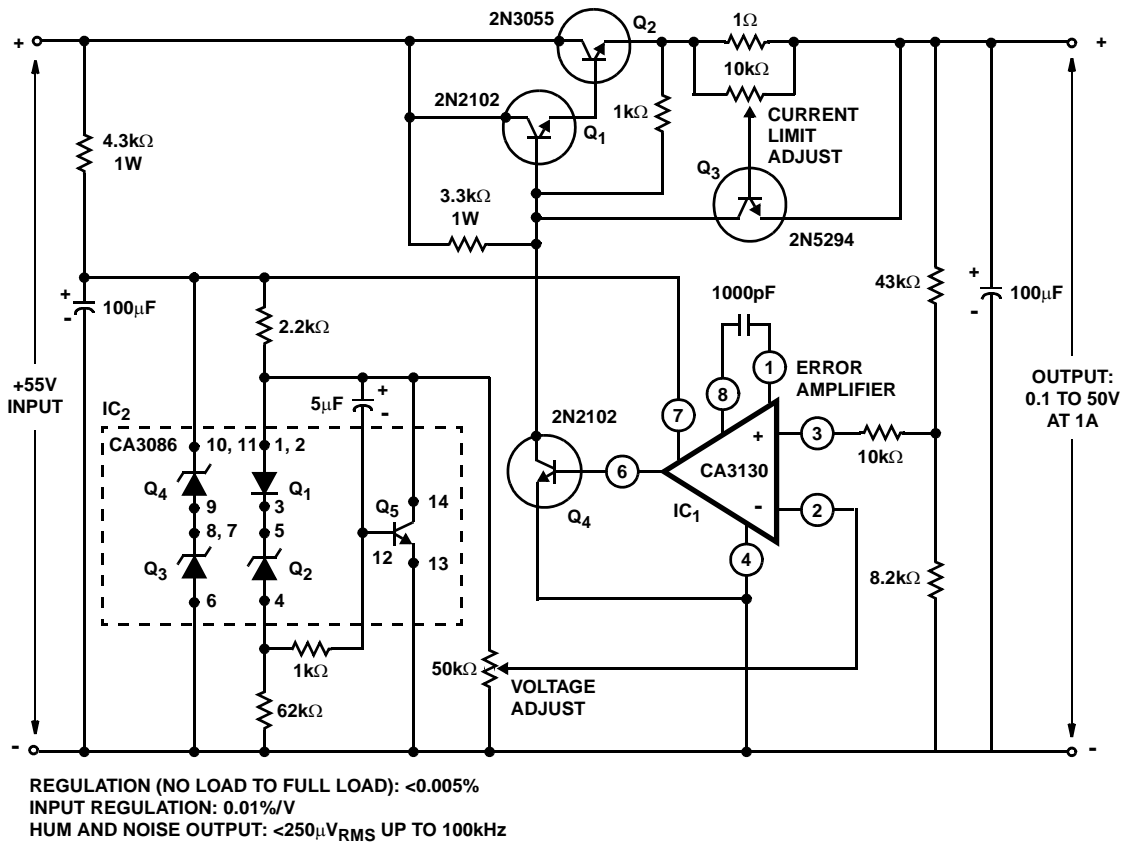 2N3055
Q2
1Ω
+
+
10kΩ
2N2102
Q1
1kΩ
CURRENT
LIMIT
ADJUST
4.3kΩ
1W
Q3
3.3kΩ
1W
2N5294
+
-
100μF
2.2kΩ
1000pF
43kΩ
+
-
100μF
+55V
INPUT
5μF
+
-
1
8
7
ERROR
AMPLIFIER
OUTPUT:
0.1 TO 50V
AT 1A
IC2
CA3086
10, 11
1, 2
2N2102
+
3
10kΩ
Q4
Q1
6
CA3130
9
3
Q5
14
Q4
IC1
-
2
8, 7
5
12
13
4
Q3
Q2
6
4
8.2kΩ
1kΩ
50kΩ
VOLTAGE
ADJUST
62kΩ
-
-
REGULATION (NO LOAD TO FULL LOAD): <0.005%
INPUT REGULATION: 0.01%/V
HUM AND NOISE OUTPUT: <250μVRMS UP TO 100kHz